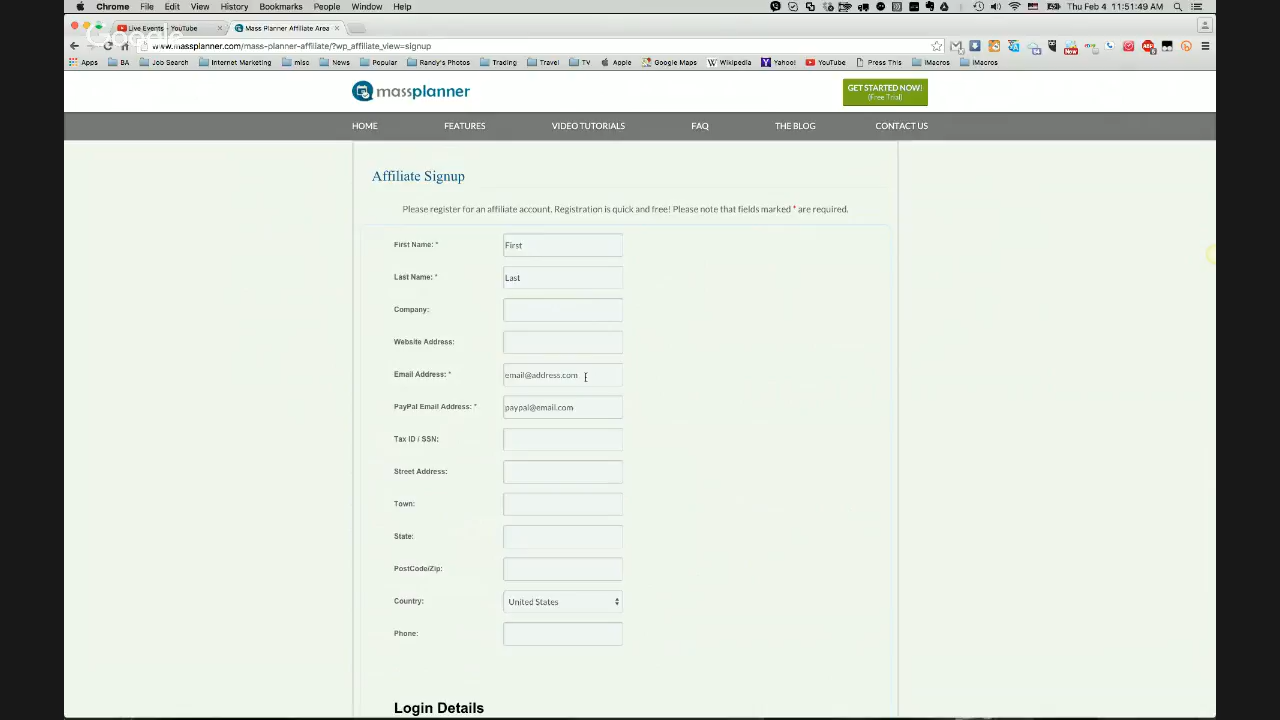 Chrome File Edit View History Bookmarks People Window Help
Thu Feb 4 11:51:49 AM
Live Events - YouTube
Mass Planner Affiliate Area
Google
www.massplanner.com/mass-planner-affiliate/?wp_affiliate_view=signup
Apps BA Job Search Internet Marketing misc News Popular Randy's Photos Trading Travel TV Apple Google Maps Wikipedia Yahoo! YouTube Press This iMacros iMacros
massplanner
GET STARTED NOW!
(Free Trial)
HOME FEATURES VIDEO TUTORIALS FAQ THE BLOG CONTACT US
Affiliate Signup
Please register for an affiliate account. Registration is quick and free! Please note that fields marked * are required.
First Name: * First
Last Name: * Last
Company:
Website Address:
Email Address: * email@address.com
PayPal Email Address: * paypal@email.com
Tax ID / SSN:
Street Address:
Town:
State:
PostCode/Zip:
Country: United States
Phone:
Login Details